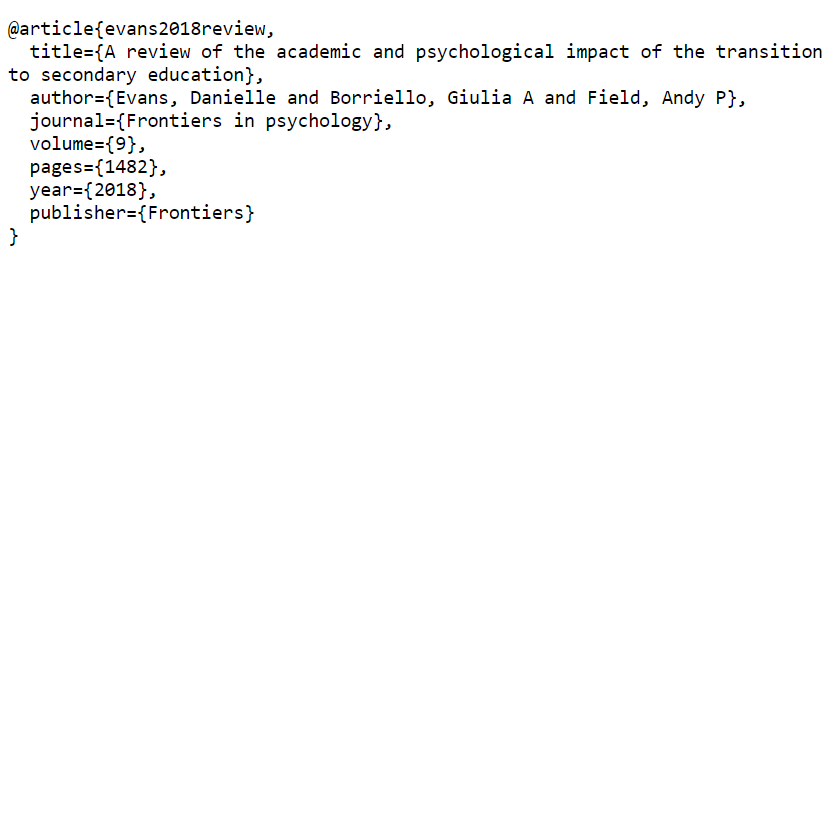 @article{evans2018review,
  title={A review of the academic and psychological impact of the transition
to secondary education},
  author={Evans, Danielle and Borriello, Giulia A and Field, Andy P},
  journal={Frontiers in psychology},
  volume={9},
  pages={1482},
  year={2018},
  publisher={Frontiers}
}